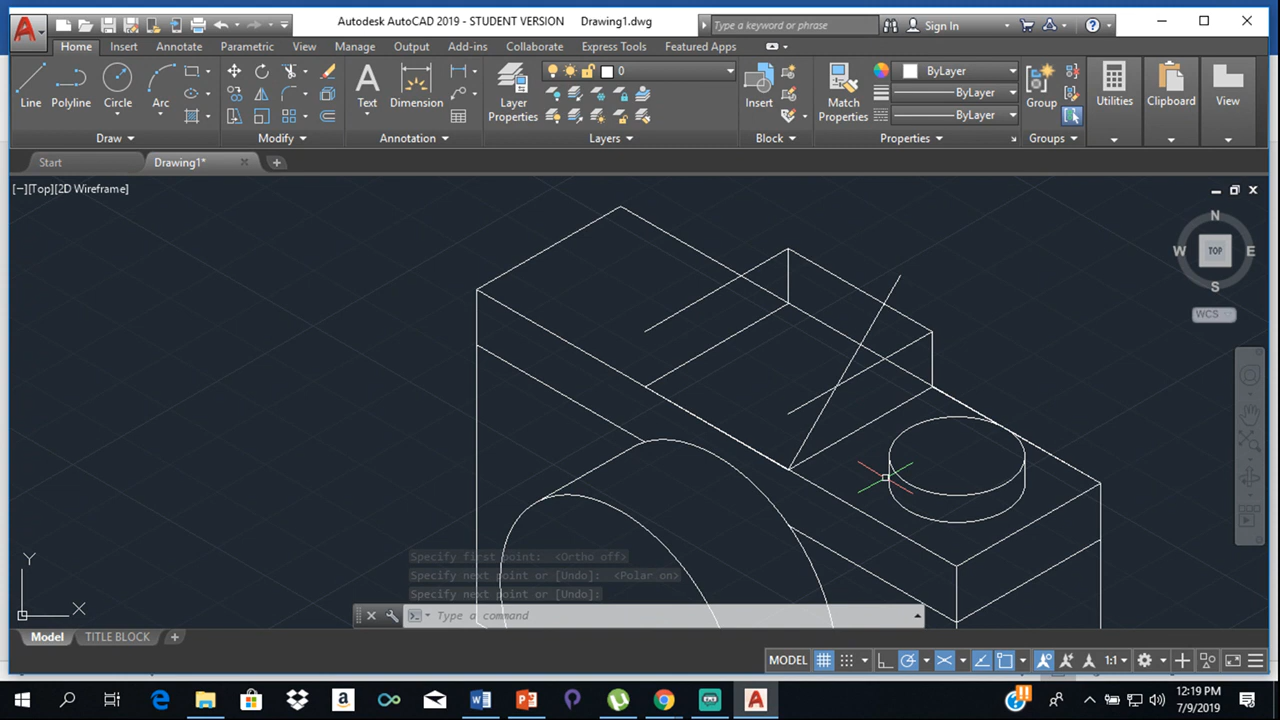 Autodesk AutoCAD 2019 - STUDENT VERSION Drawing1.dwg
Type a keyword or phrase
Sign In
Home Insert Annotate Parametric View Manage Output Add-ins Collaborate Express Tools Featured Apps
Line Polyline Circle Arc
Text Dimension
Layer Properties
0
Insert
Match Properties
ByLayer
ByLayer
ByLayer
Group
Utilities
Clipboard
View
Draw Modify Annotation Layers Block Properties Groups
Start Drawing1*
[−][Top][2D Wireframe]
N
W TOP E
S
WCS
Specify first point: <Ortho off>
Specify next point or [Undo]: <Polar on>
Specify next point or [Undo]:
Type a command
Y
X
Model TITLE BLOCK
MODEL 1:1
12:19 PM
7/9/2019